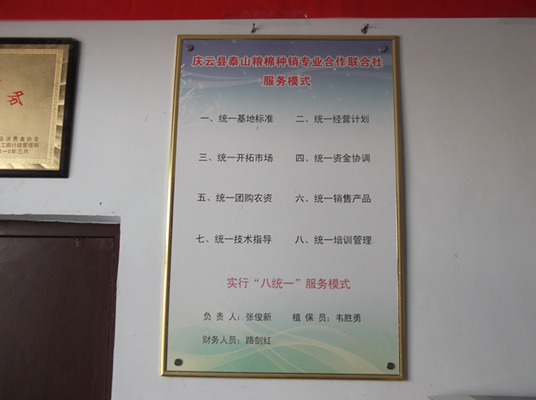 庆云县泰山粮棉种销专业合作联合社
服务模式
一、统一基地标准 二、统一经营计划
三、统一开拓市场 四、统一资金协调
五、统一团购农资 六、统一销售产品
七、统一技术指导 八、统一培训管理
实行“八统一”服务模式
负责人：张俊新 植保员：韦胜勇
财务人员：路剑红